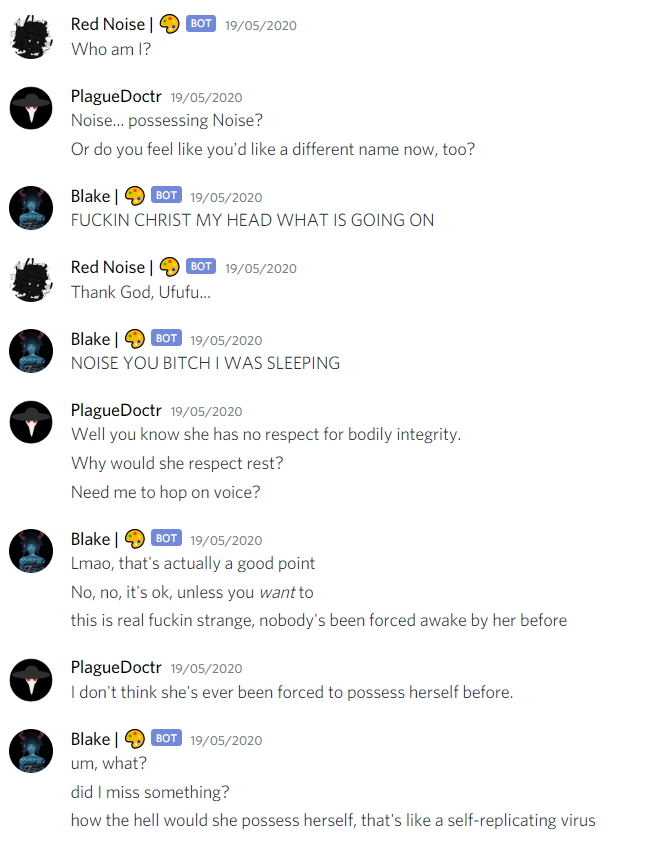 Red Noise | 🎨 BOT 19/05/2020
Who am I?
PlagueDoctr 19/05/2020
Noise... possessing Noise?
Or do you feel like you'd like a different name now, too?
Blake | 🎨 BOT 19/05/2020
FUCKIN CHRIST MY HEAD WHAT IS GOING ON
Red Noise | 🎨 BOT 19/05/2020
Thank God, Ufufu...
Blake | 🎨 BOT 19/05/2020
NOISE YOU BITCH I WAS SLEEPING
PlagueDoctr 19/05/2020
Well you know she has no respect for bodily integrity.
Why would she respect rest?
Need me to hop on voice?
Blake | 🎨 BOT 19/05/2020
Lmao, that's actually a good point
No, no, it's ok, unless you want to
this is real fuckin strange, nobody's been forced awake by her before
PlagueDoctr 19/05/2020
I don't think she's ever been forced to possess herself before.
Blake | 🎨 BOT 19/05/2020
um, what?
did I miss something?
how the hell would she possess herself, that's like a self-replicating virus